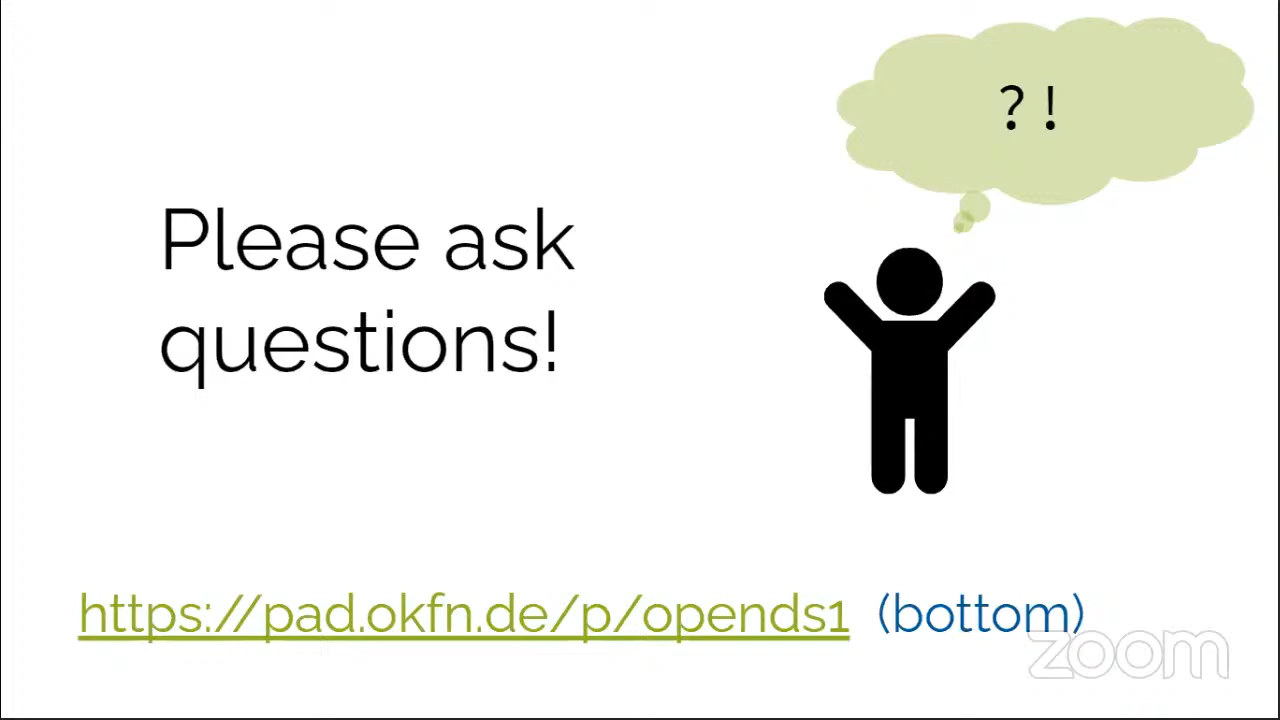 ? !
Please ask
questions!
https://pad.okfn.de/p/opends1 (bottom)
zoom